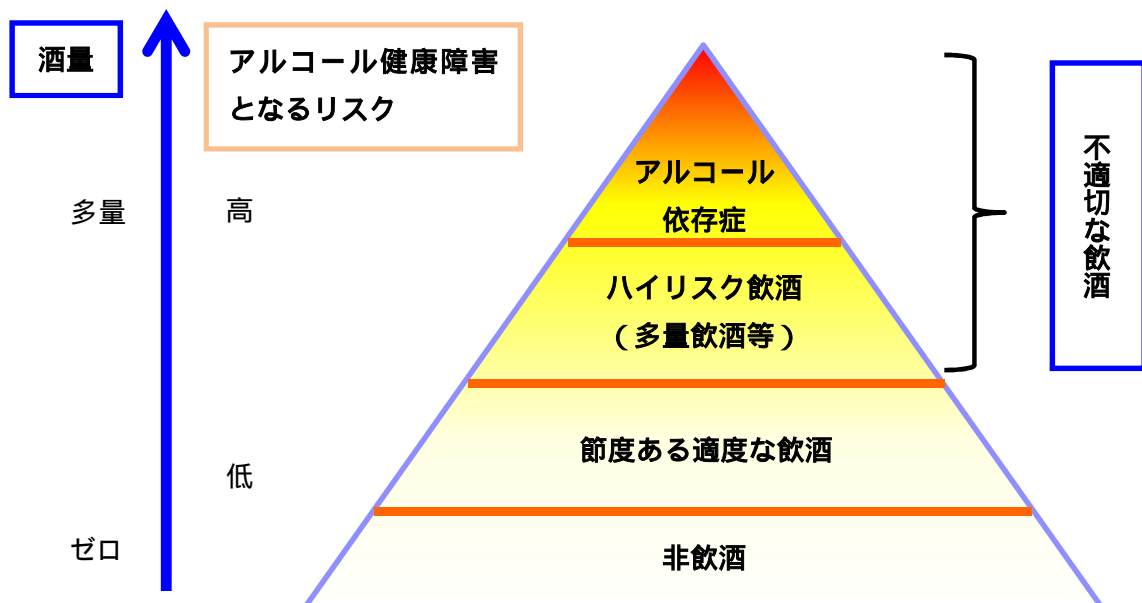 酒量
アルコール健康障害
となるリスク
多量
高
低
ゼロ
アルコール
依存症
ハイリスク飲酒
（多量飲酒等）
節度ある適度な飲酒
非飲酒
不適切な飲酒